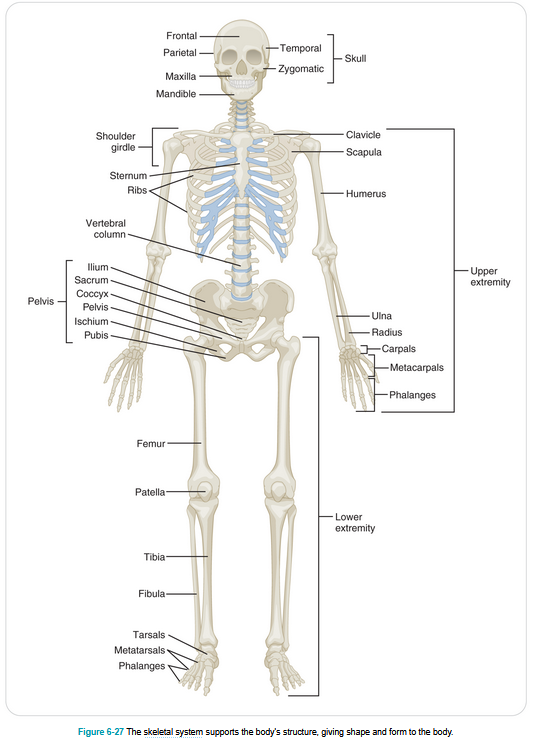 Frontal
Parietal
Temporal
Skull
Zygomatic
Maxilla
Mandible
Shoulder
girdle
Clavicle
Scapula
Sternum
Ribs
Humerus
Vertebral
column
Ilium
Sacrum
Coccyx
Pelvis
Pelvis
Ischium
Pubis
Upper
extremity
Ulna
Radius
Carpals
Metacarpals
Phalanges
Femur
Patella
Lower
extremity
Tibia
Fibula
Tarsals
Metatarsals
Phalanges
Figure 6-27 The skeletal system supports the body's structure, giving shape and form to the body.